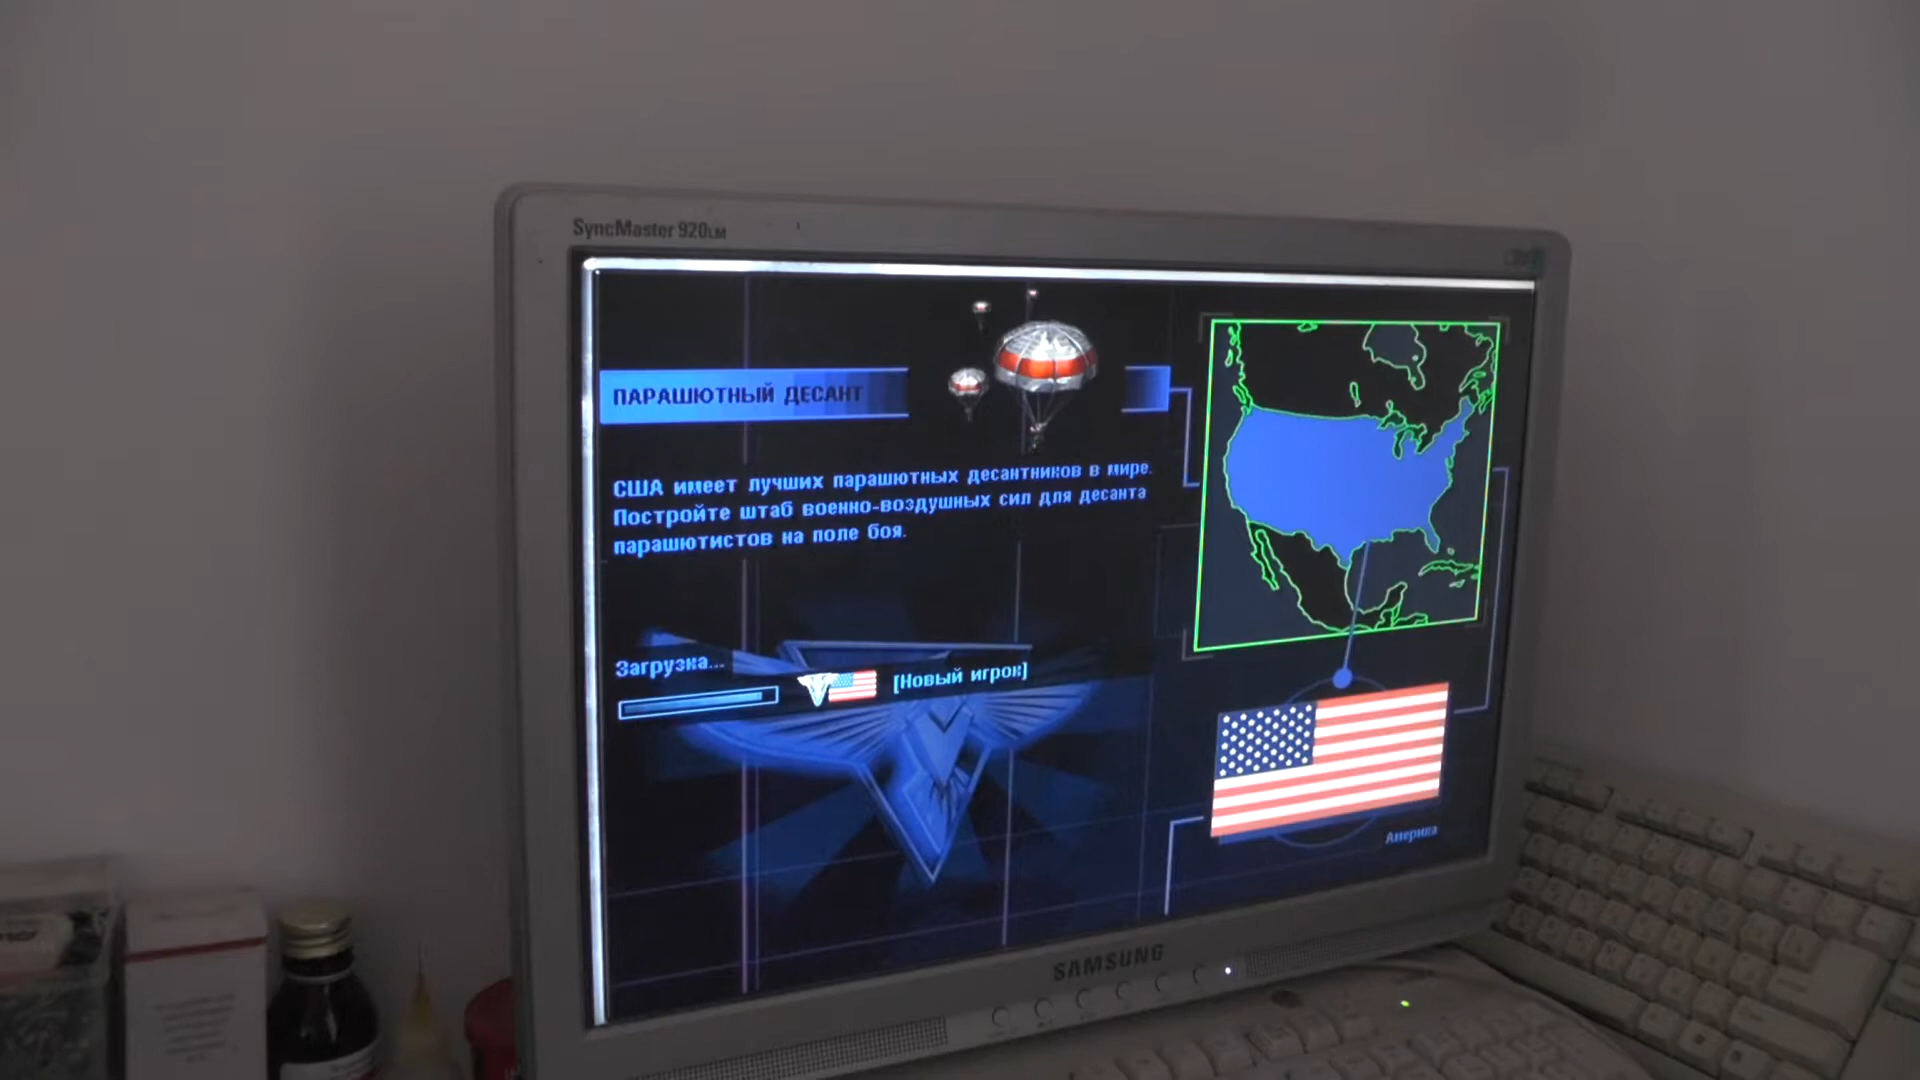 SyncMaster 920LM
ПАРАШЮТНЫЙ ДЕСАНТ
США имеет лучших парашютных десантников в мире.
Постройте штаб военно-воздушных сил для десанта
парашютистов на поле боя.
Загрузка...
[Новый игрок]
Америка
SAMSUNG